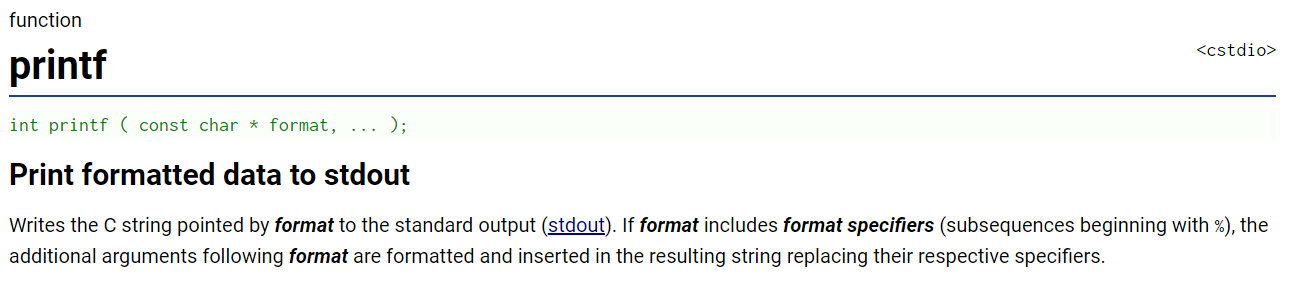 function
printf
<cstdio>
int printf ( const char * format, ... );
Print formatted data to stdout
Writes the C string pointed by format to the standard output (stdout). If format includes format specifiers (subsequences beginning with %), the
additional arguments following format are formatted and inserted in the resulting string replacing their respective specifiers.